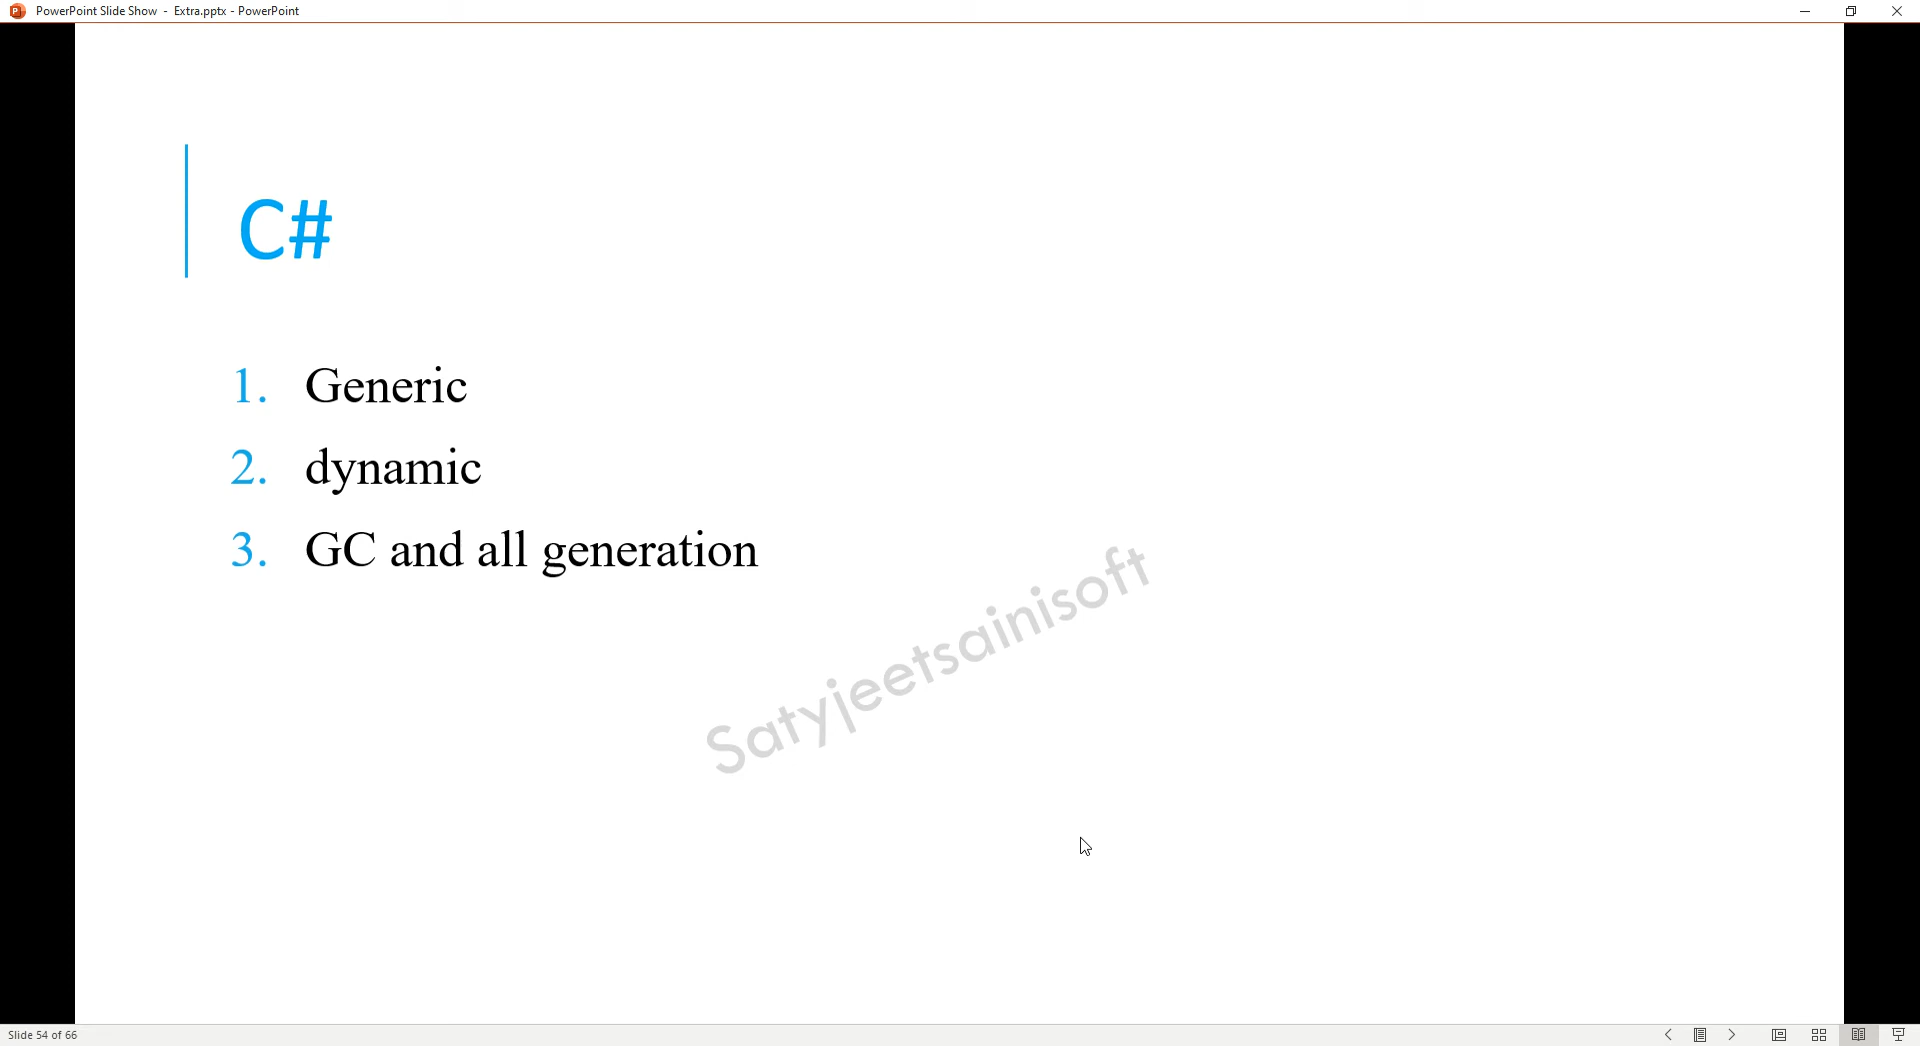 PowerPoint Slide Show - Extra.pptx - PowerPoint
C#
1. Generic
2. dynamic
3. GC and all generation
Satyjeetsainisoft
Slide 54 of 66